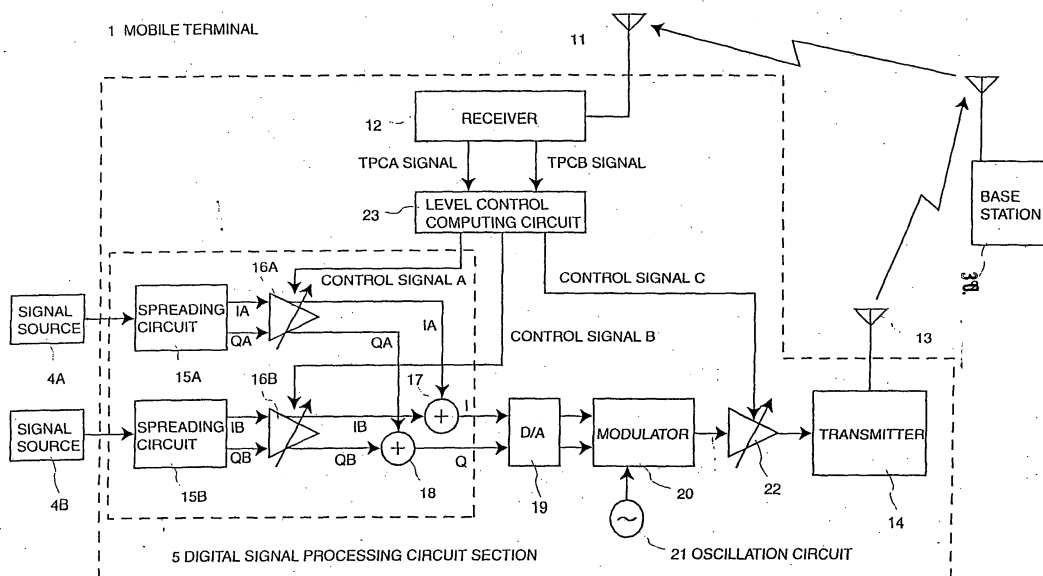 1 MOBILE TERMINAL
11
RECEIVER
12
TPCA SIGNAL
TPCB SIGNAL
LEVEL CONTROL
COMPUTING CIRCUIT
23
BASE
STATION
30
16A
CONTROL SIGNAL A
CONTROL SIGNAL C
SIGNAL
SOURCE
SPREADING
CIRCUIT
IA
QA
IA
QA
4A
15A
CONTROL SIGNAL B
13
16B
17
SIGNAL
SOURCE
SPREADING
CIRCUIT
IB
QB
IB
QB
+
+
I
Q
D/A
MODULATOR
TRANSMITTER
4B
15B
18
19
20
22
14
~
5 DIGITAL SIGNAL PROCESSING CIRCUIT SECTION
21 OSCILLATION CIRCUIT